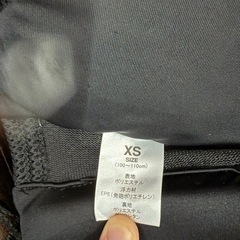 XS
SIZE
(100~110cm)
表地
ポリエステル
浮力材
EPE(発泡ポリエチレン)
裏地
ポリエステル